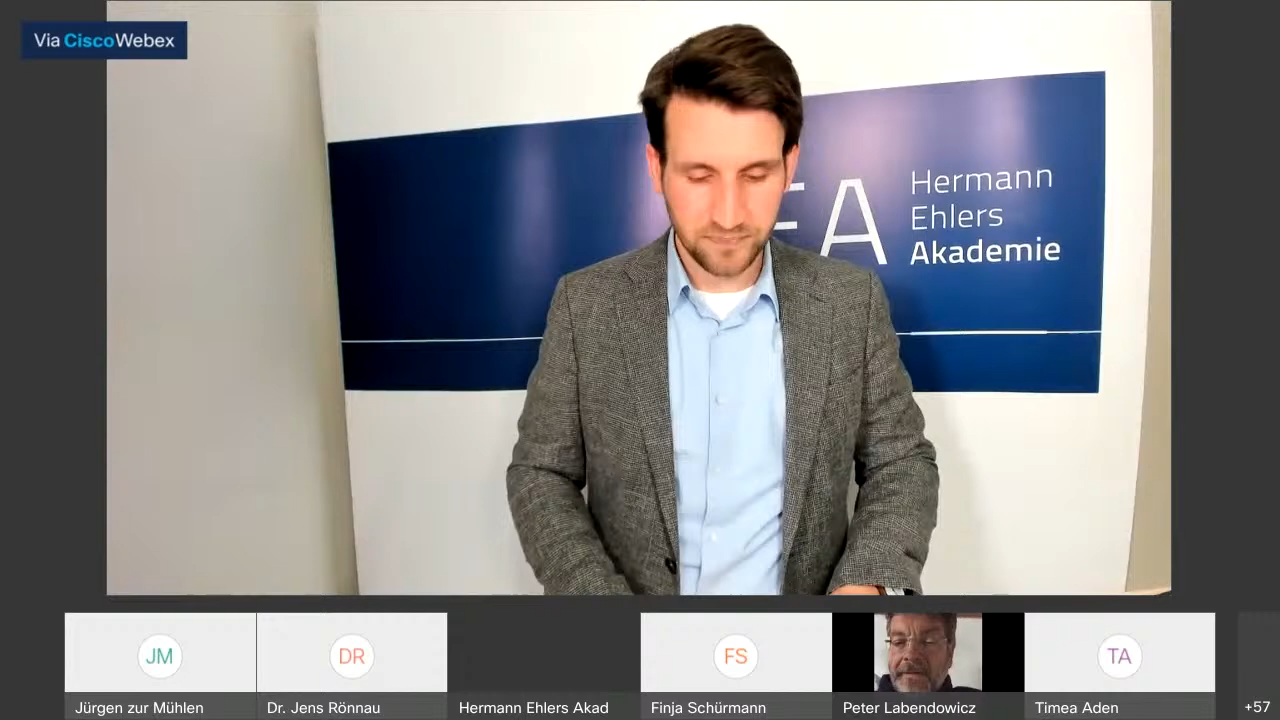 Via CiscoWebex
EA
Hermann
Ehlers
Akademie
JM
DR
FS
TA
Jürgen zur Mühlen
Dr. Jens Rönnau
Hermann Ehlers Akad
Finja Schürmann
Peter Labendowicz
Timea Aden
+57